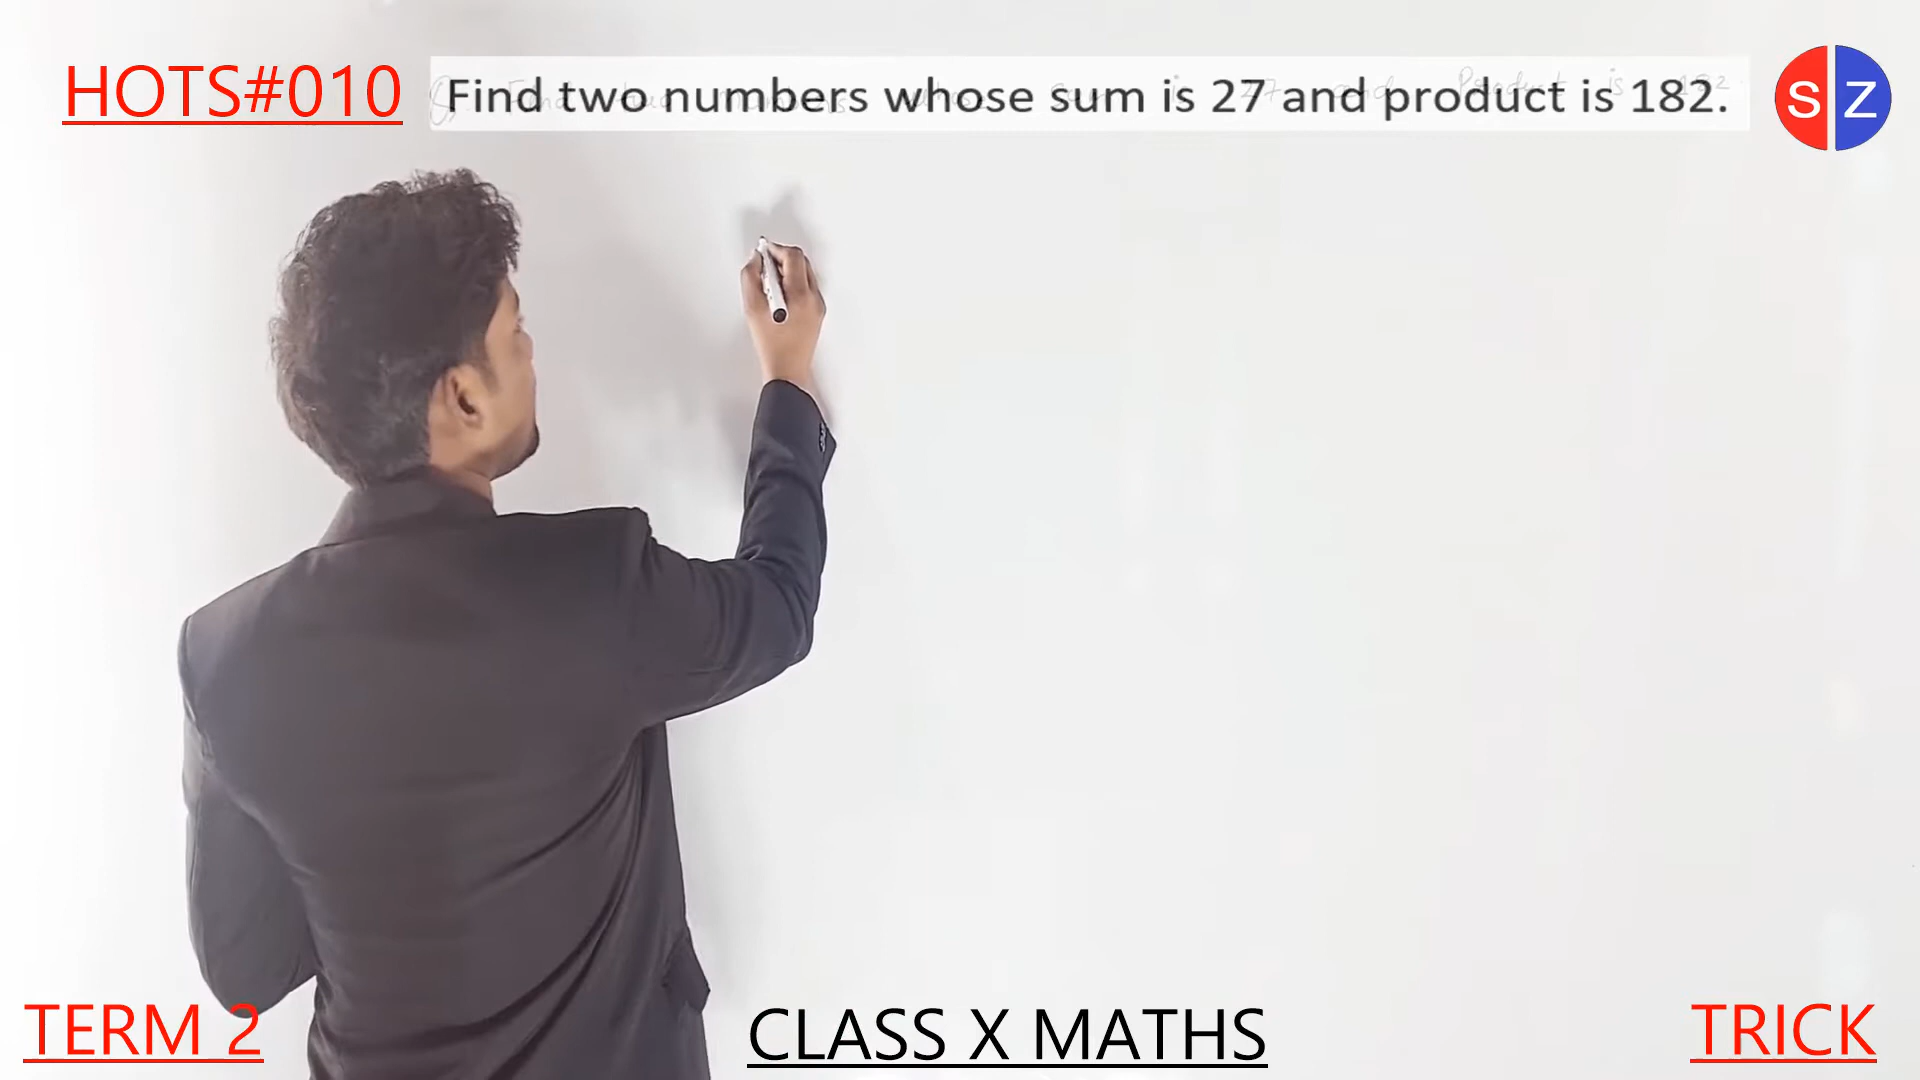 HOTS#010
Find two numbers whose sum is 27 and product is 182.
S Z
TERM 2
CLASS X MATHS
TRICK